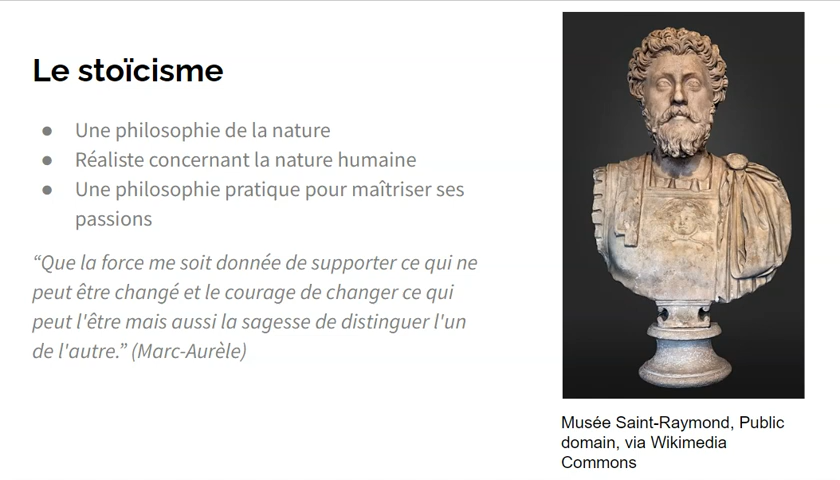 Le stoïcisme
● Une philosophie de la nature
● Réaliste concernant la nature humaine
● Une philosophie pratique pour maîtriser ses
passions
“Que la force me soit donnée de supporter ce qui ne
peut être changé et le courage de changer ce qui
peut l'être mais aussi la sagesse de distinguer l'un
de l'autre.” (Marc-Aurèle)
Musée Saint-Raymond, Public
domain, via Wikimedia
Commons